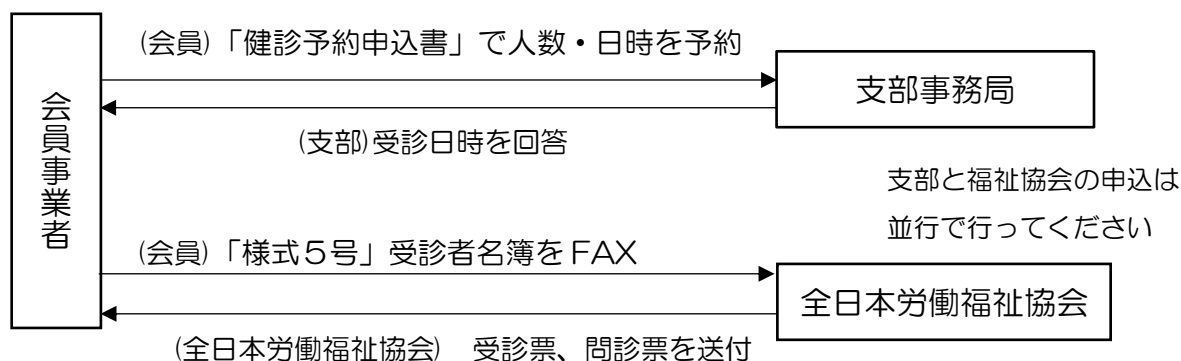 (会員)「健診予約申込書」で人数・日時を予約
会員事業者
支部事務局
(支部)受診日時を回答
支部と福祉協会の申込は
並行で行ってください
(会員)「様式5号」受診者名簿をFAX
全日本労働福祉協会
(全日本労働福祉協会) 受診票、問診票を送付